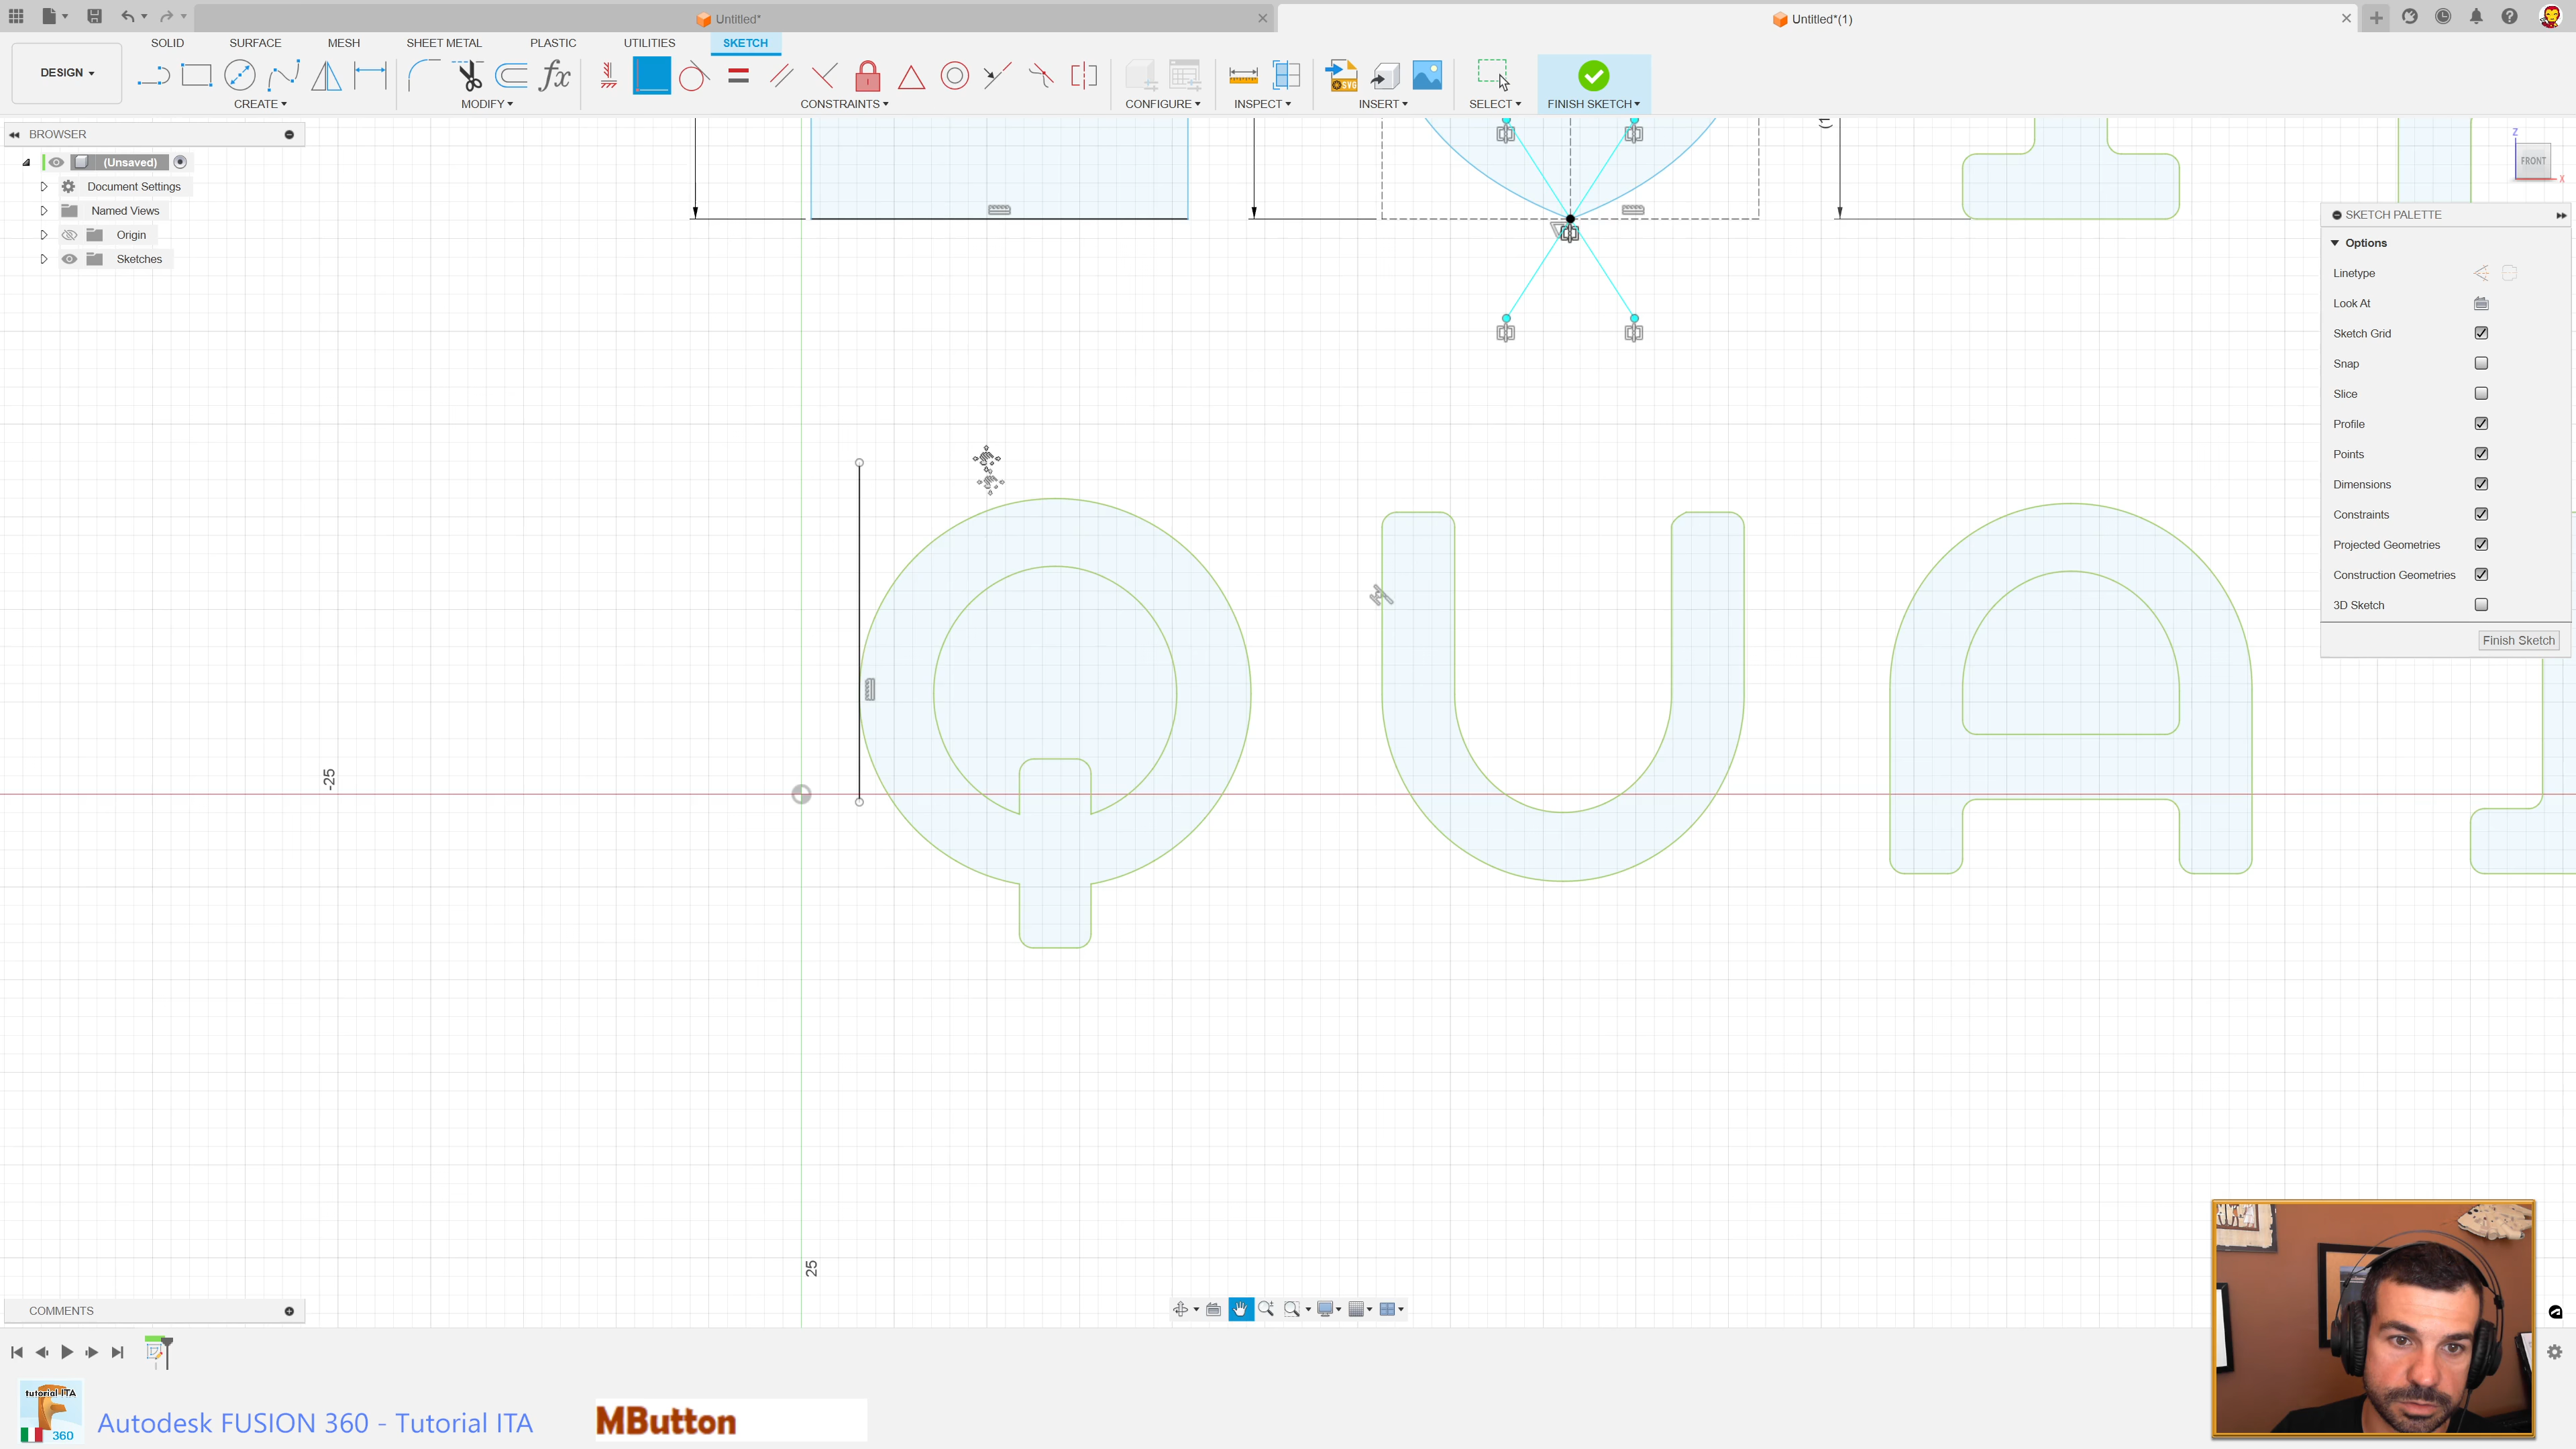 Untitled*
Untitled*(1)
SOLID
SURFACE
MESH
SHEET METAL
PLASTIC
UTILITIES
SKETCH
DESIGN
CREATE
MODIFY
CONSTRAINTS
CONFIGURE
INSPECT
INSERT
SELECT
FINISH SKETCH
fx
SVG
BROWSER
(Unsaved)
Document Settings
Named Views
Origin
Sketches
Z
FRONT
X
SKETCH PALETTE
Options
Linetype
Look At
Sketch Grid
Snap
Slice
Profile
Points
Dimensions
Constraints
Projected Geometries
Construction Geometries
3D Sketch
Finish Sketch
QUA
-25
25
COMMENTS
tutorial ITA
360
Autodesk FUSION 360 - Tutorial ITA
MButton